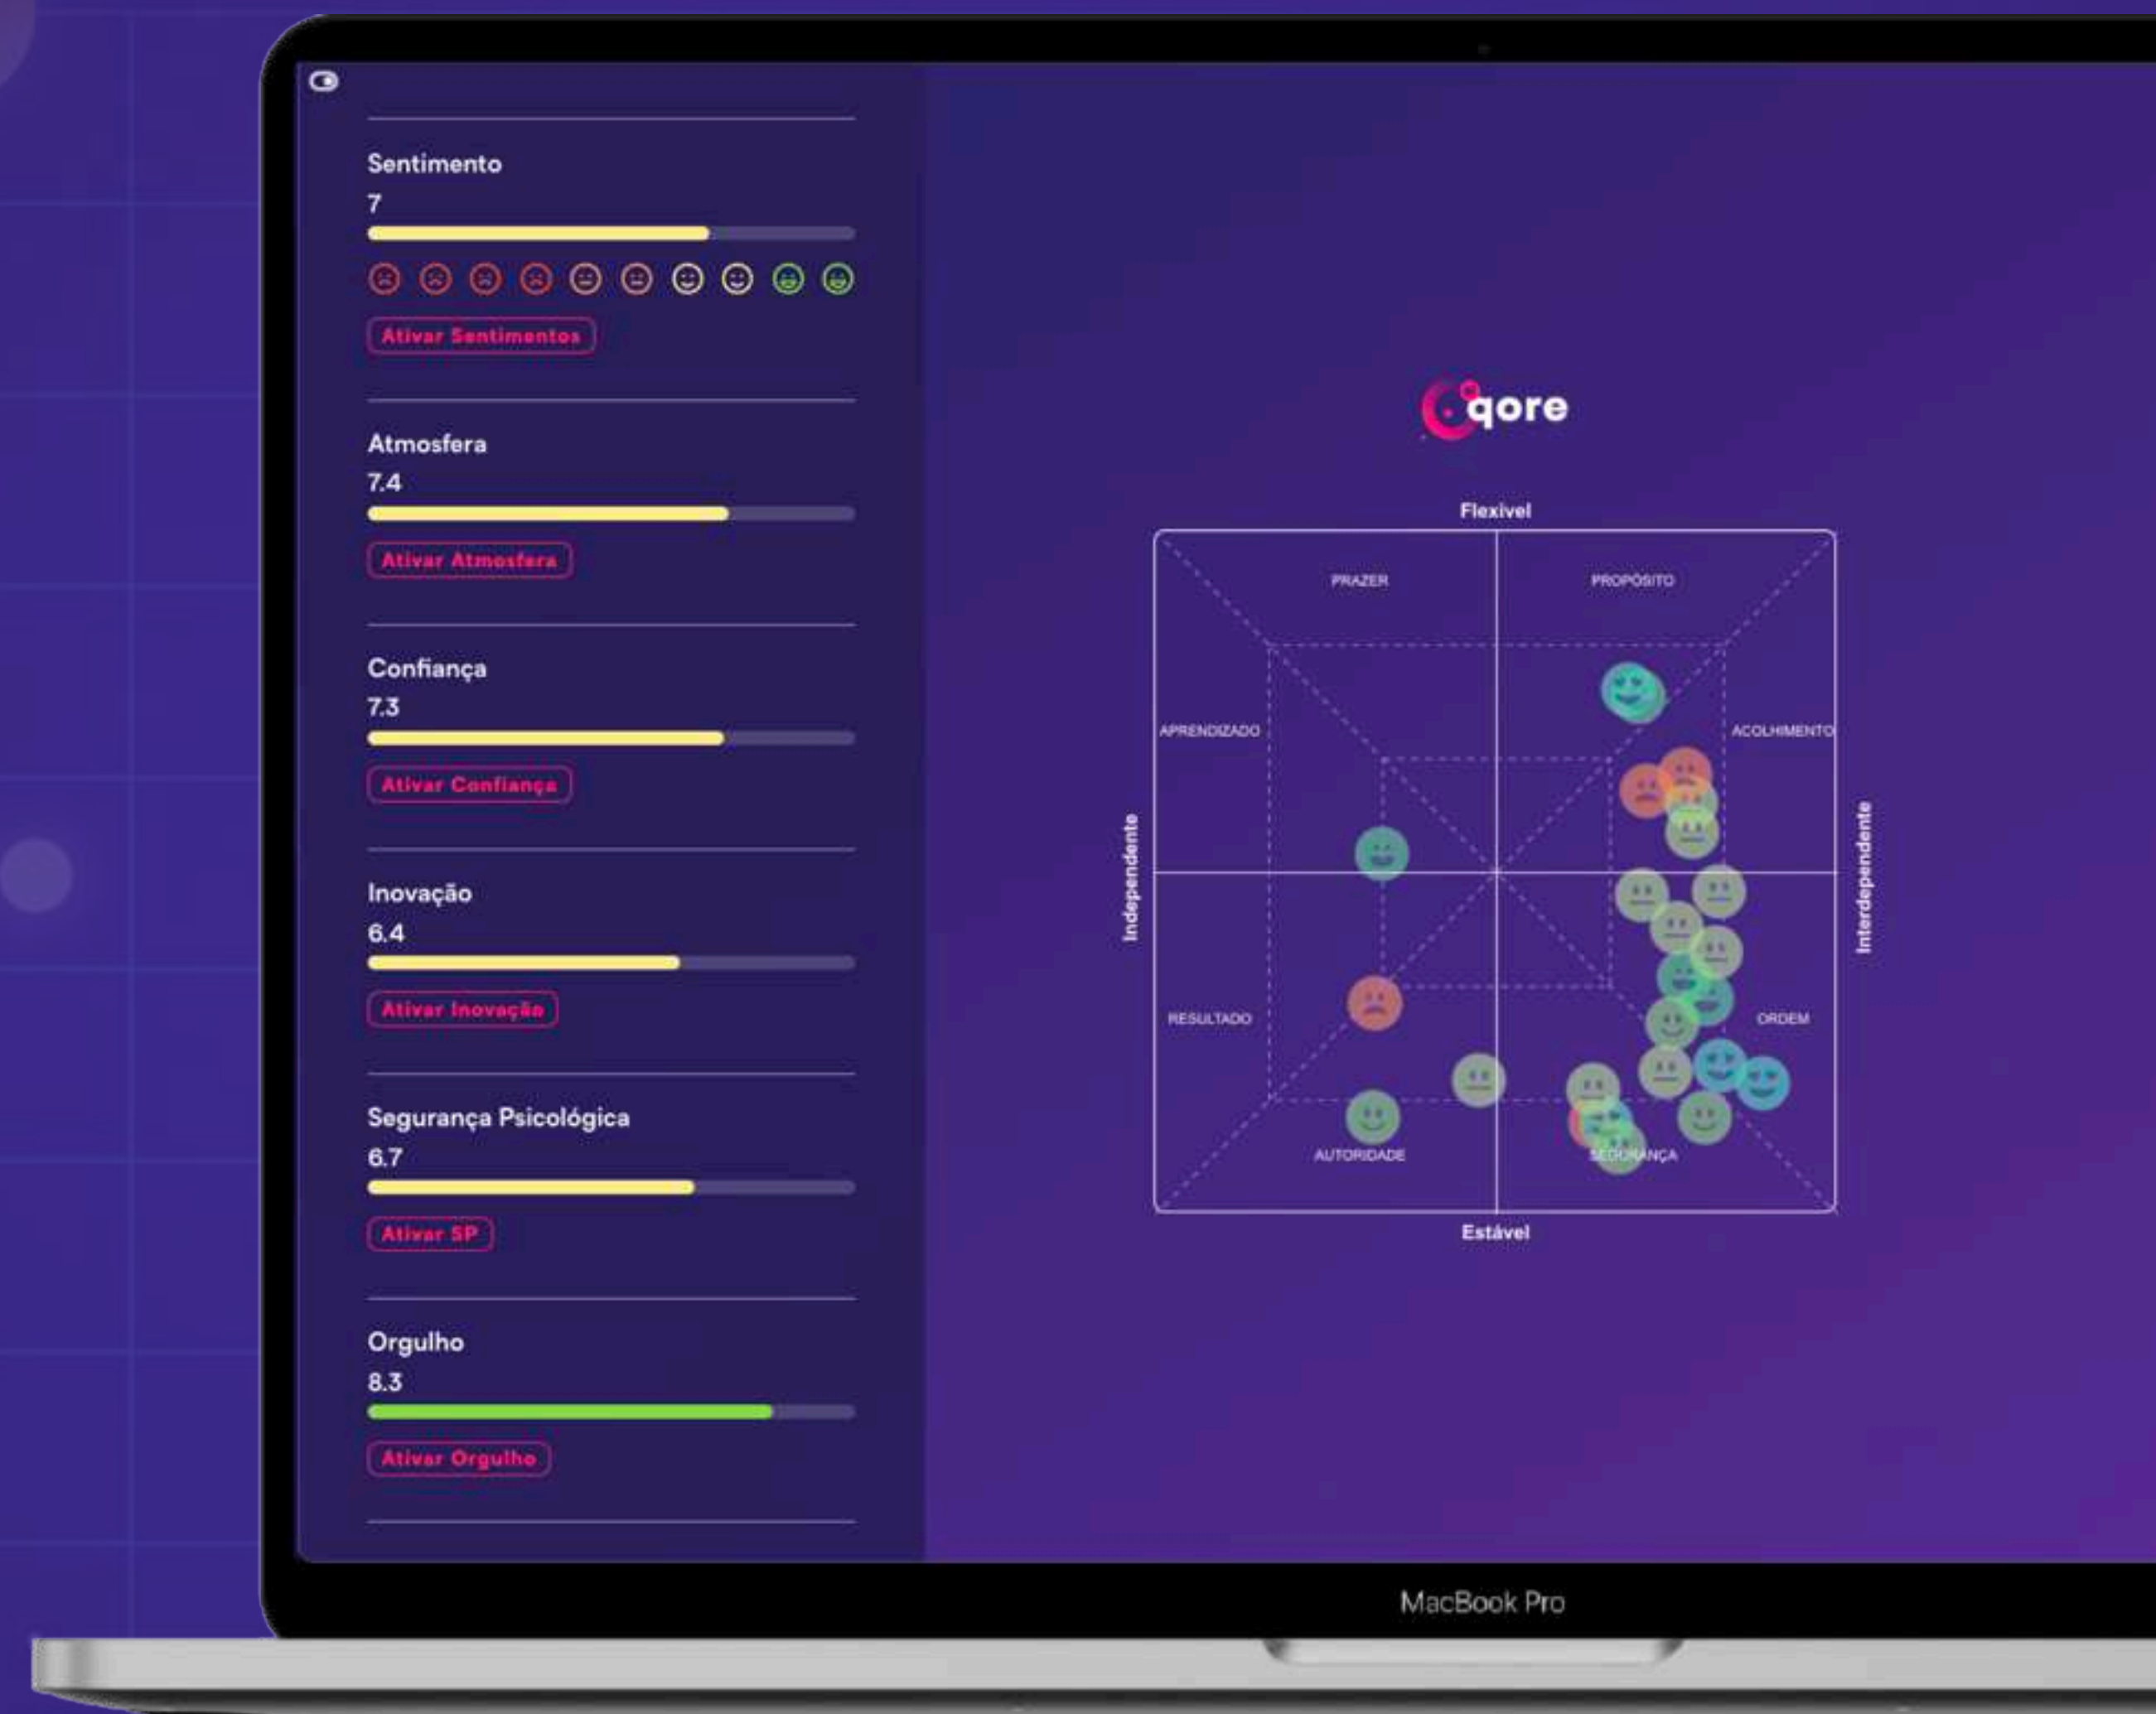 Sentimento
7
Ativar Sentimentos
Atmosfera
7.4
Ativar Atmosfera
Confiança
7.3
Ativar Confiança
Inovação
6.4
Ativar Inovação
Segurança Psicológica
6.7
Ativar SP
Orgulho
8.3
Ativar Orgulho
qore
Flexivel
PRAZER
PROPÓSITO
APRENDIZADO
ACOLHIMENTO
Independente
Interdependente
RESULTADO
ORDEM
AUTORIDADE
SEGURANÇA
Estável
MacBook Pro